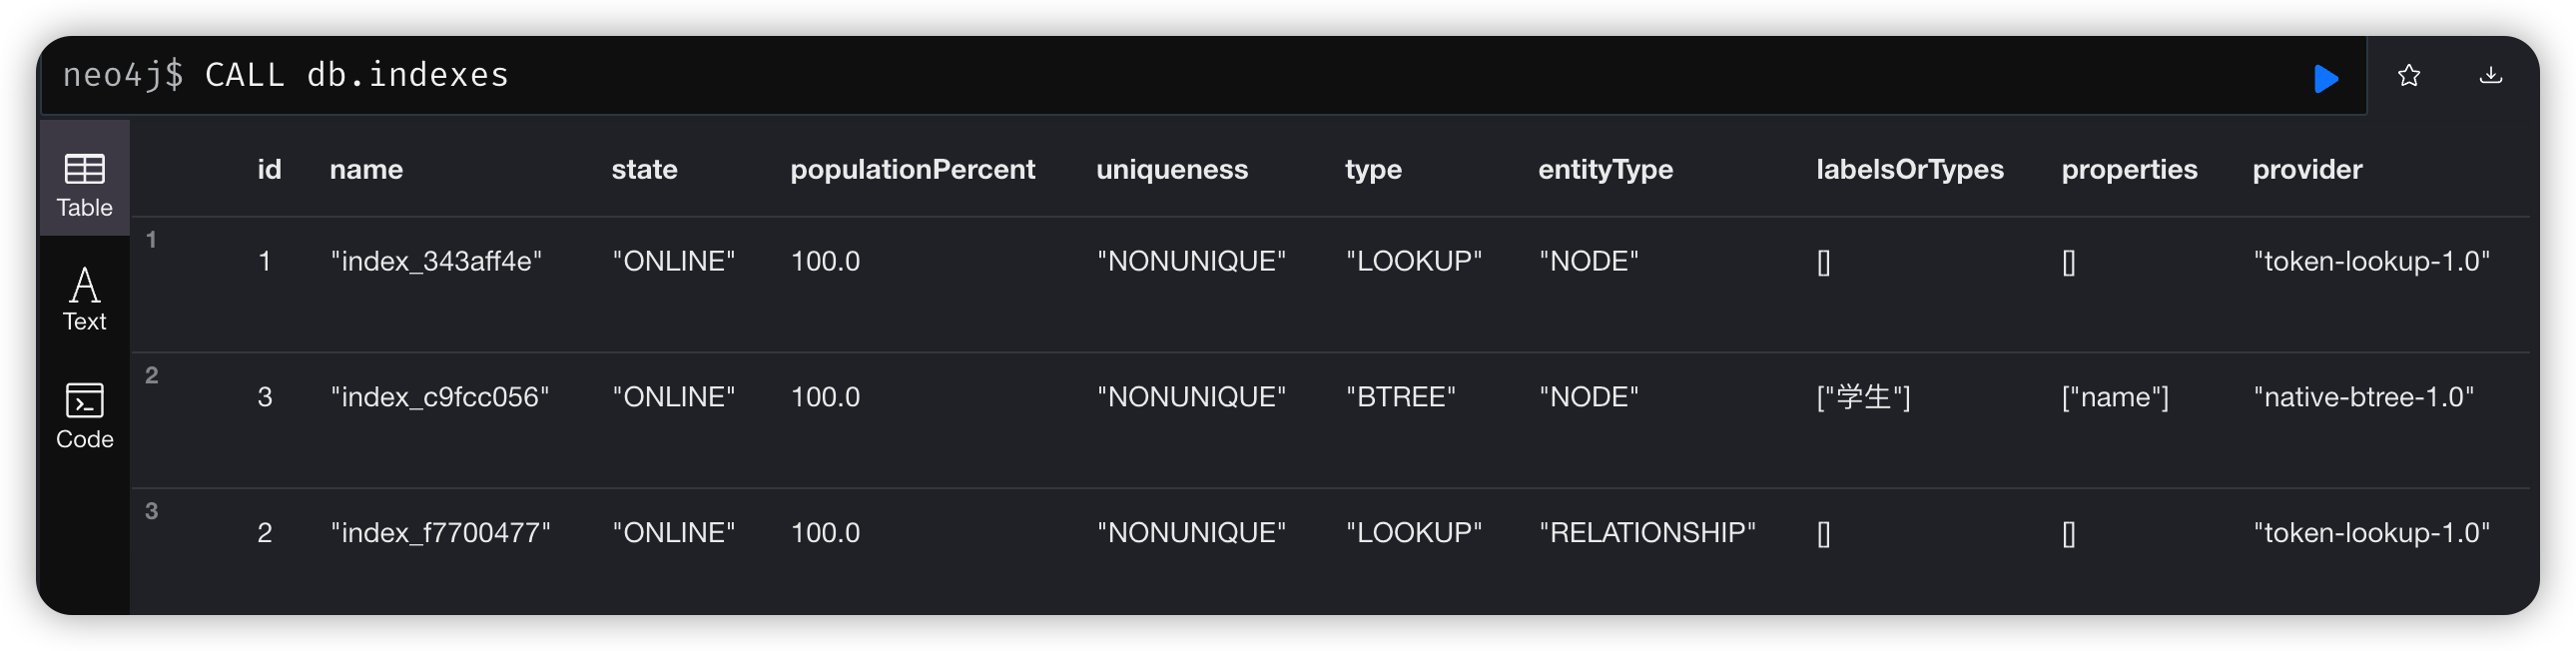 neo4j$ CALL db.indexes
Table
Text
Code
id name state populationPercent uniqueness type entityType labelsOrTypes properties provider
1
1 "index_343aff4e" "ONLINE" 100.0 "NONUNIQUE" "LOOKUP" "NODE" [] [] "token-lookup-1.0"
2
3 "index_c9fcc056" "ONLINE" 100.0 "NONUNIQUE" "BTREE" "NODE" ["学生"] ["name"] "native-btree-1.0"
3
2 "index_f7700477" "ONLINE" 100.0 "NONUNIQUE" "LOOKUP" "RELATIONSHIP" [] [] "token-lookup-1.0"